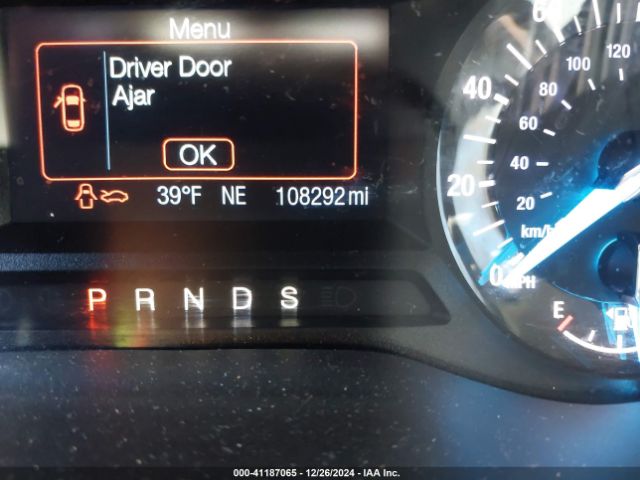 Menu
Driver Door
Ajar
OK
39°F NE 108292 mi
P R N D S
60
40
20
0
120
100
80
60
40
20
km/h
MPH
E
000-41187065 - 12/26/2024 - IAA Inc.